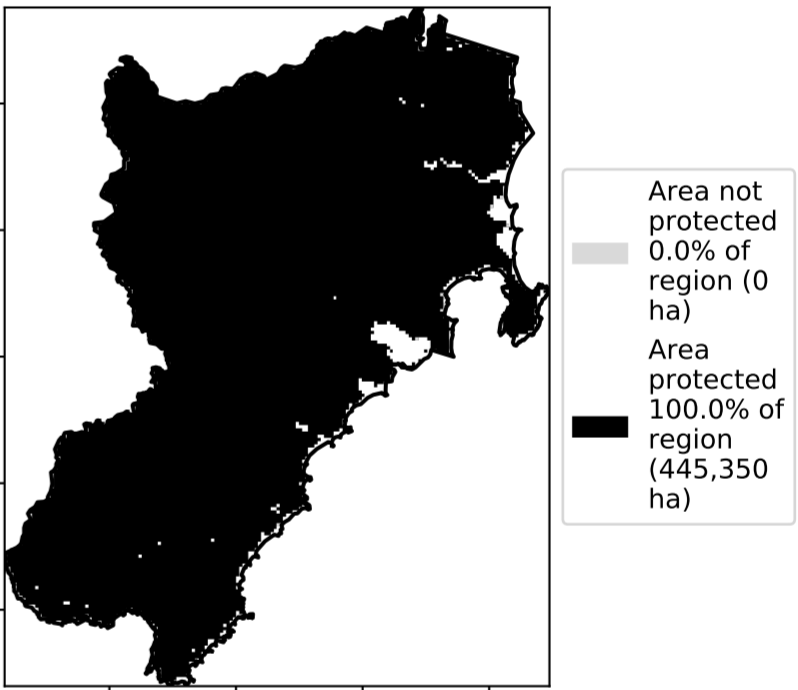 Area not
protected
0.0% of
region (0
ha)
Area
protected
100.0% of
region
(445,350
ha)